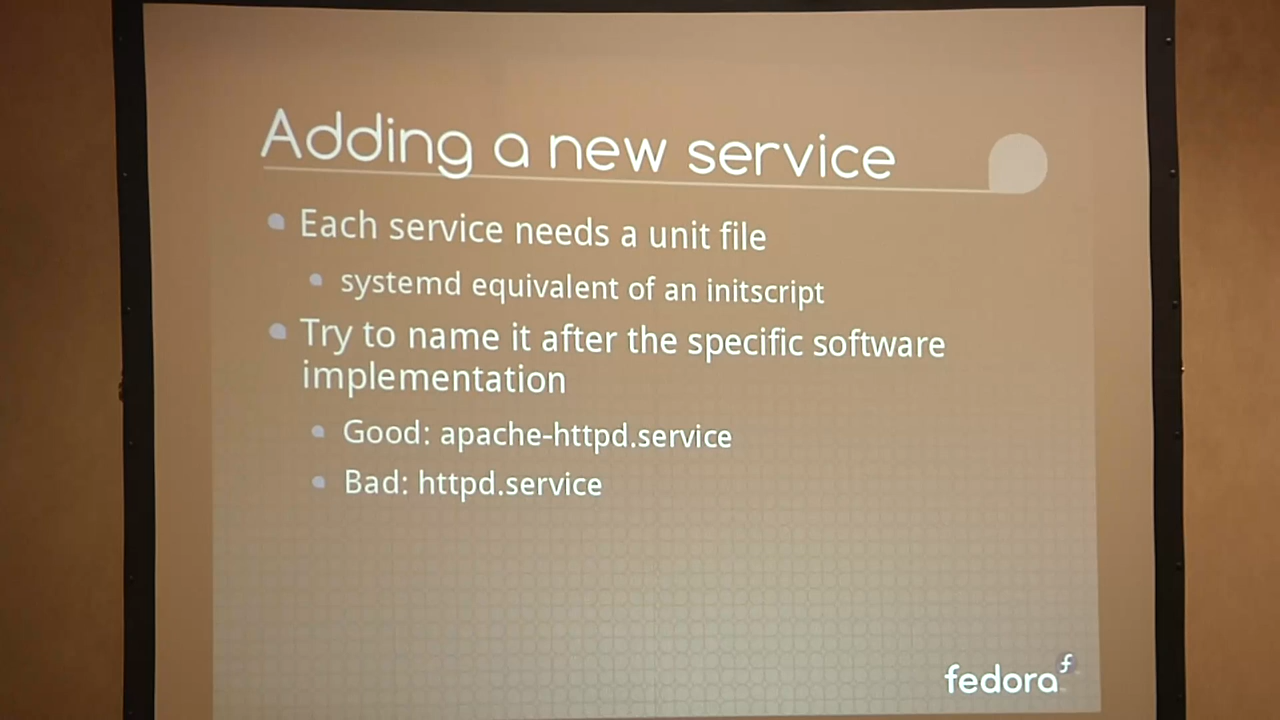 Adding a new service
Each service needs a unit file
systemd equivalent of an initscript
Try to name it after the specific software
implementation
Good: apache-httpd.service
Bad: httpd.service
fedora